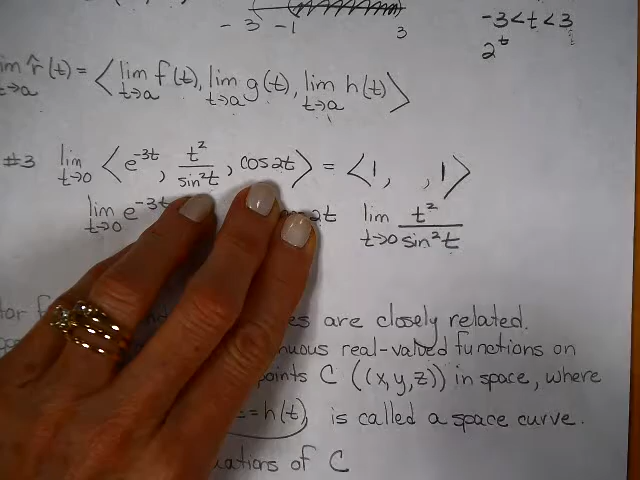 -3 -1 3
-3<t<3
2^t
lim r̂(t) = ⟨ lim f(t), lim g(t), lim h(t) ⟩
t→a t→a t→a t→a
#3 lim ⟨ e^-3t, t²/sin²t, cos2t ⟩ = ⟨ 1,  , 1 ⟩
t→0
lim e^-3t 2t lim t²/sin²t
t→0 t→0
es are closely related.
nuous real-valued functions on
points C ((x,y,z)) in space, where
z=h(t), is called a space curve.
uations of C